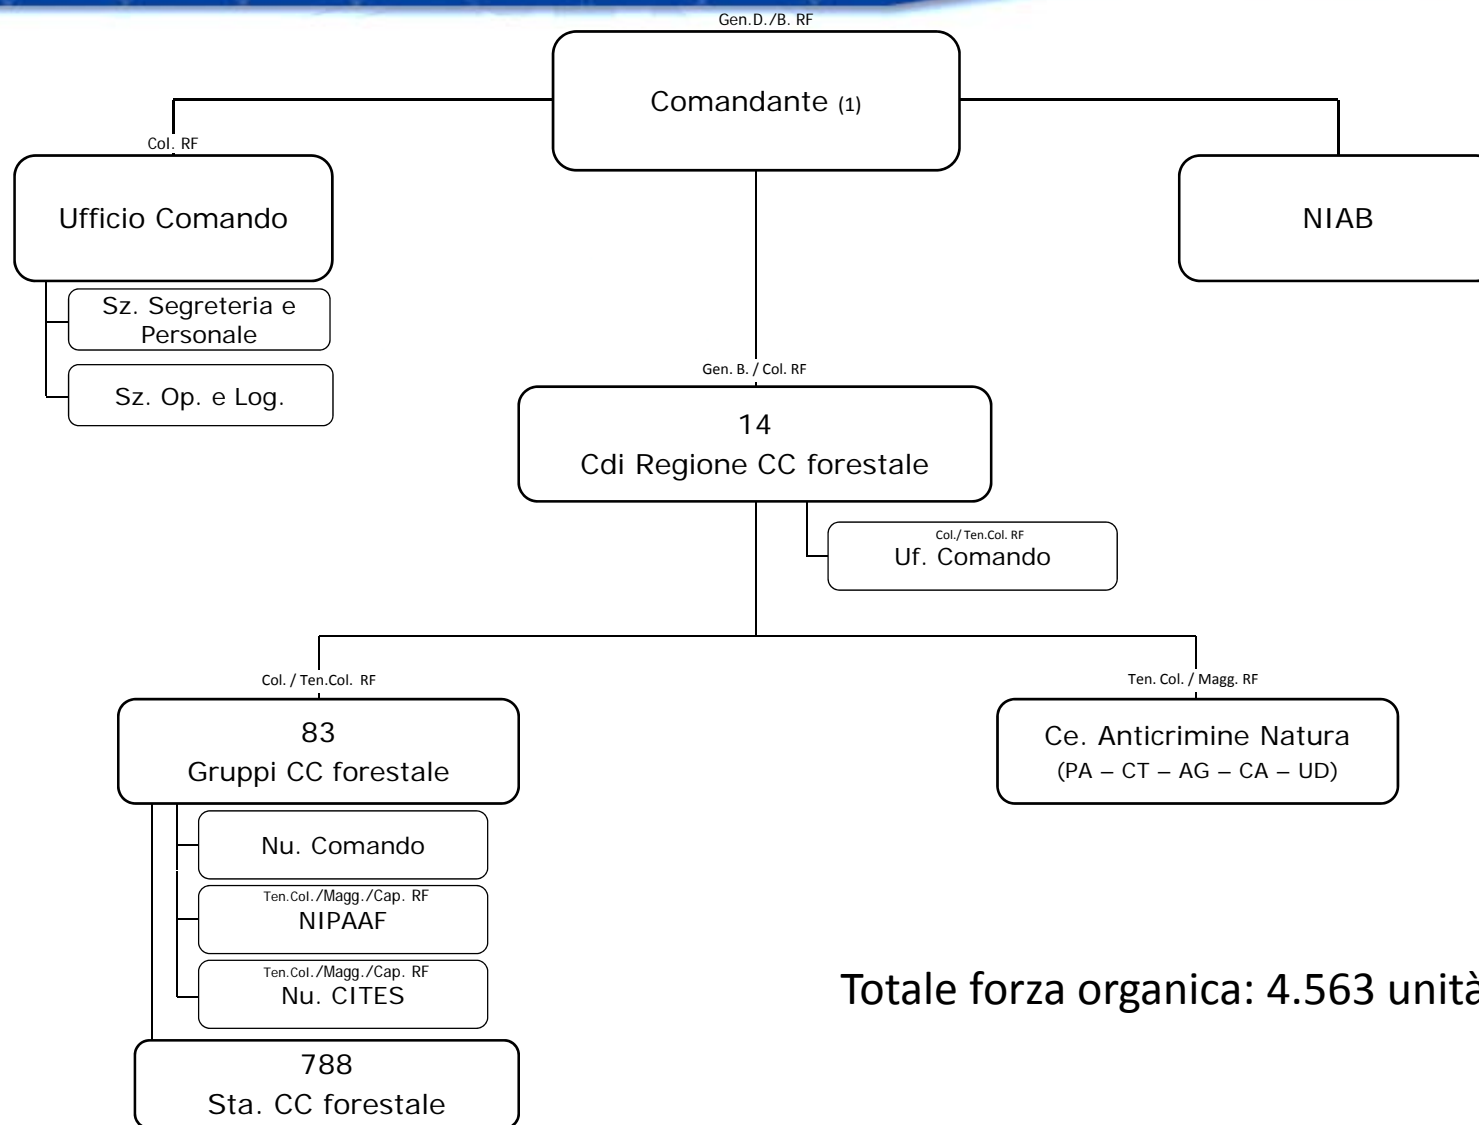 Gen.D./B. RF
Comandante (1)
Col. RF
Ufficio Comando
NIAB
Sz. Segreteria e
Personale
Sz. Op. e Log.
Gen. B. / Col. RF
14
Cdi Regione CC forestale
Col./Ten.Col. RF
Uf. Comando
Col. / Ten.Col. RF
83
Gruppi CC forestale
Ten. Col. / Magg. RF
Ce. Anticrimine Natura
(PA – CT – AG – CA – UD)
Nu. Comando
Ten.Col./Magg./Cap. RF
NIPAAF
Ten.Col./Magg./Cap. RF
Nu. CITES
Totale forza organica: 4.563 unità
788
Sta. CC forestale